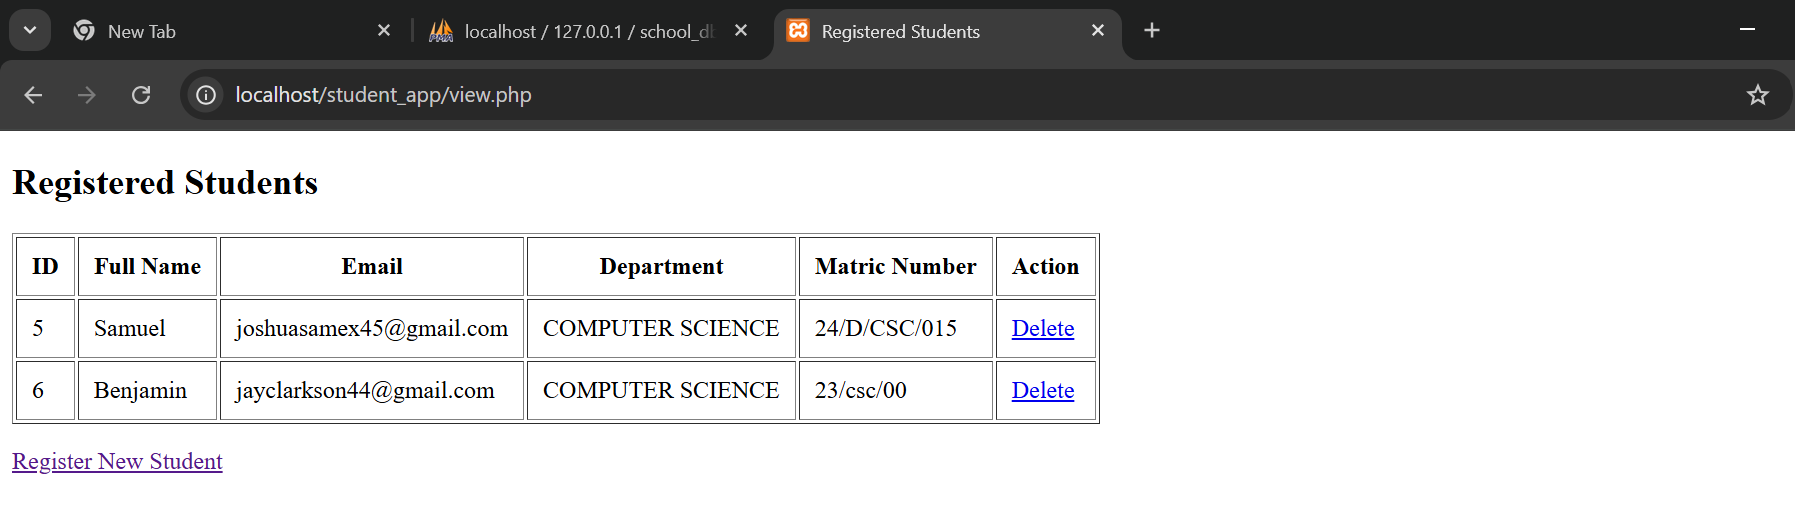 New Tab
localhost / 127.0.0.1 / school_db
Registered Students
localhost/student_app/view.php
Registered Students
ID Full Name Email Department Matric Number Action
5 Samuel joshuasamex45@gmail.com COMPUTER SCIENCE 24/D/CSC/015 Delete
6 Benjamin jayclarkson44@gmail.com COMPUTER SCIENCE 23/csc/00 Delete
Register New Student